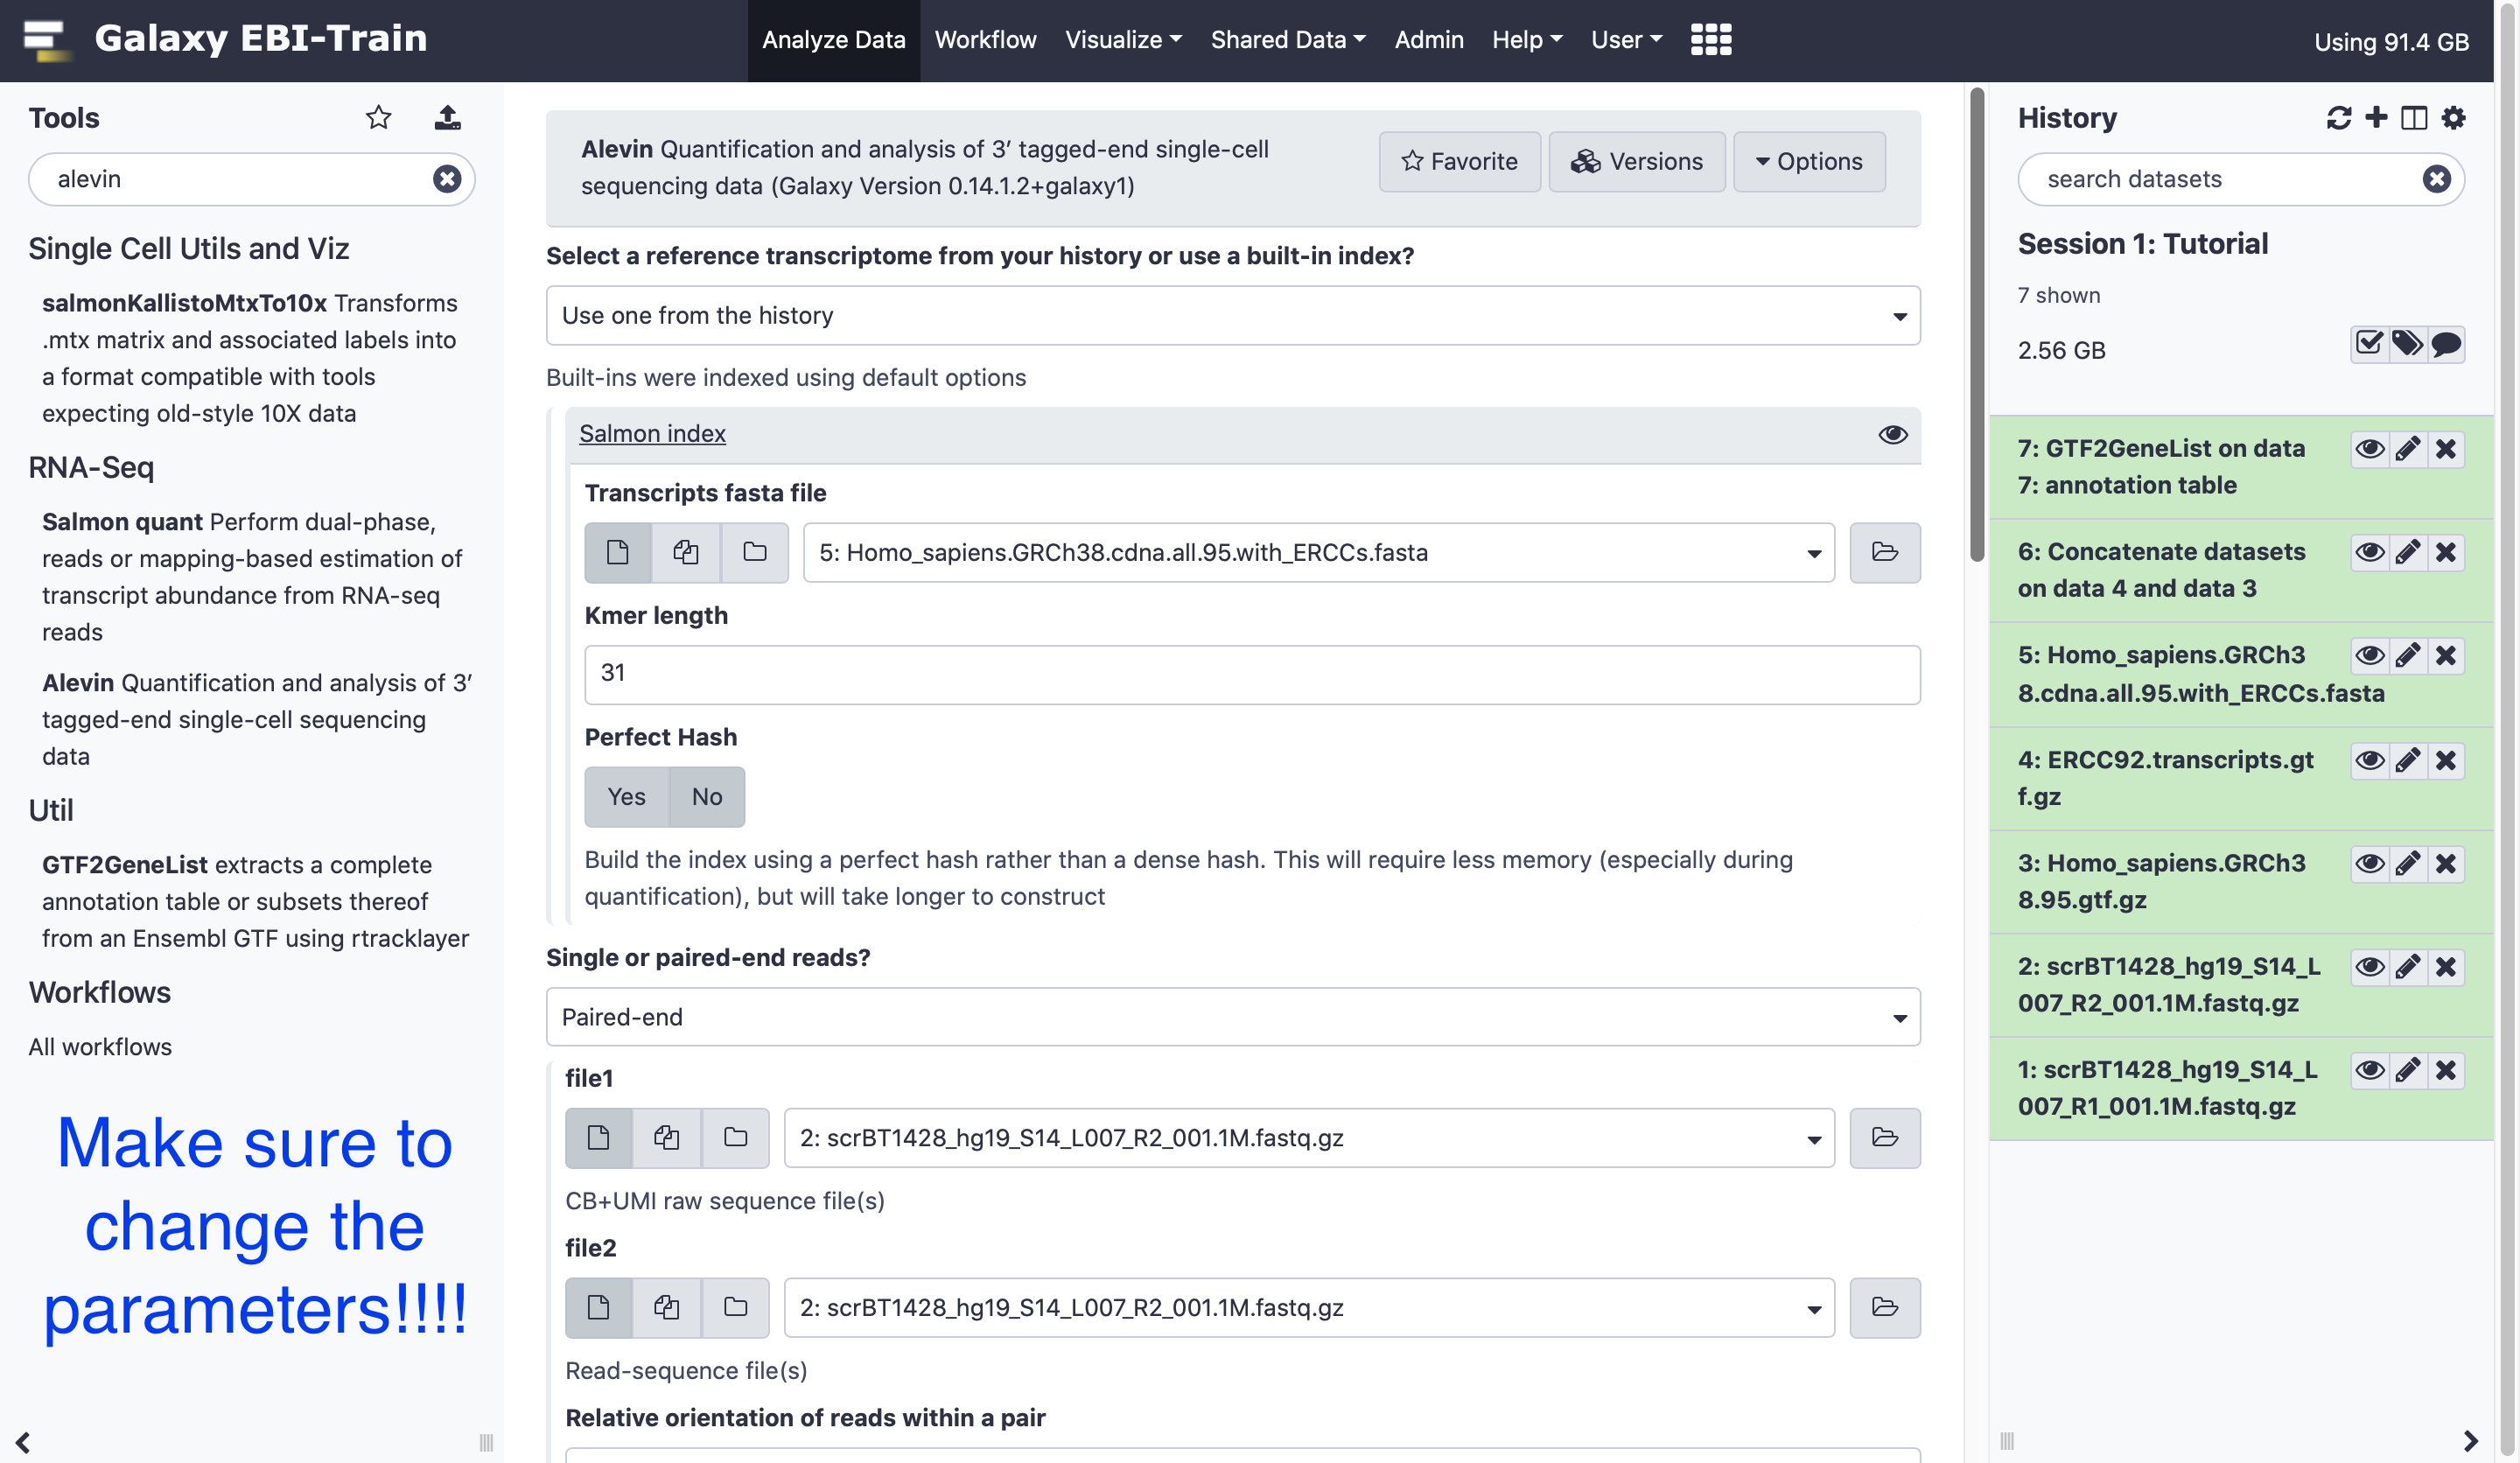 Galaxy EBI-Train
Analyze Data
Workflow
Visualize
Shared Data
Admin
Help
User
Using 91.4 GB
Tools
alevin
Single Cell Utils and Viz
salmonKallistoMtxTo10x Transforms
.mtx matrix and associated labels into
a format compatible with tools
expecting old-style 10X data
RNA-Seq
Salmon quant Perform dual-phase,
reads or mapping-based estimation of
transcript abundance from RNA-seq
reads
Alevin Quantification and analysis of 3’
tagged-end single-cell sequencing
data
Util
GTF2GeneList extracts a complete
annotation table or subsets thereof
from an Ensembl GTF using rtracklayer
Workflows
All workflows
Make sure to
change the
parameters!!!!
Alevin Quantification and analysis of 3’ tagged-end single-cell
sequencing data (Galaxy Version 0.14.1.2+galaxy1)
Favorite
Versions
Options
Select a reference transcriptome from your history or use a built-in index?
Use one from the history
Built-ins were indexed using default options
Salmon index
Transcripts fasta file
5: Homo_sapiens.GRCh38.cdna.all.95.with_ERCCs.fasta
Kmer length
31
Perfect Hash
Yes
No
Build the index using a perfect hash rather than a dense hash. This will require less memory (especially during
quantification), but will take longer to construct
Single or paired-end reads?
Paired-end
file1
2: scrBT1428_hg19_S14_L007_R2_001.1M.fastq.gz
CB+UMI raw sequence file(s)
file2
2: scrBT1428_hg19_S14_L007_R2_001.1M.fastq.gz
Read-sequence file(s)
Relative orientation of reads within a pair
History
search datasets
Session 1: Tutorial
7 shown
2.56 GB
7: GTF2GeneList on data
7: annotation table
6: Concatenate datasets
on data 4 and data 3
5: Homo_sapiens.GRCh3
8.cdna.all.95.with_ERCCs.fasta
4: ERCC92.transcripts.gt
f.gz
3: Homo_sapiens.GRCh3
8.95.gtf.gz
2: scrBT1428_hg19_S14_L
007_R2_001.1M.fastq.gz
1: scrBT1428_hg19_S14_L
007_R1_001.1M.fastq.gz